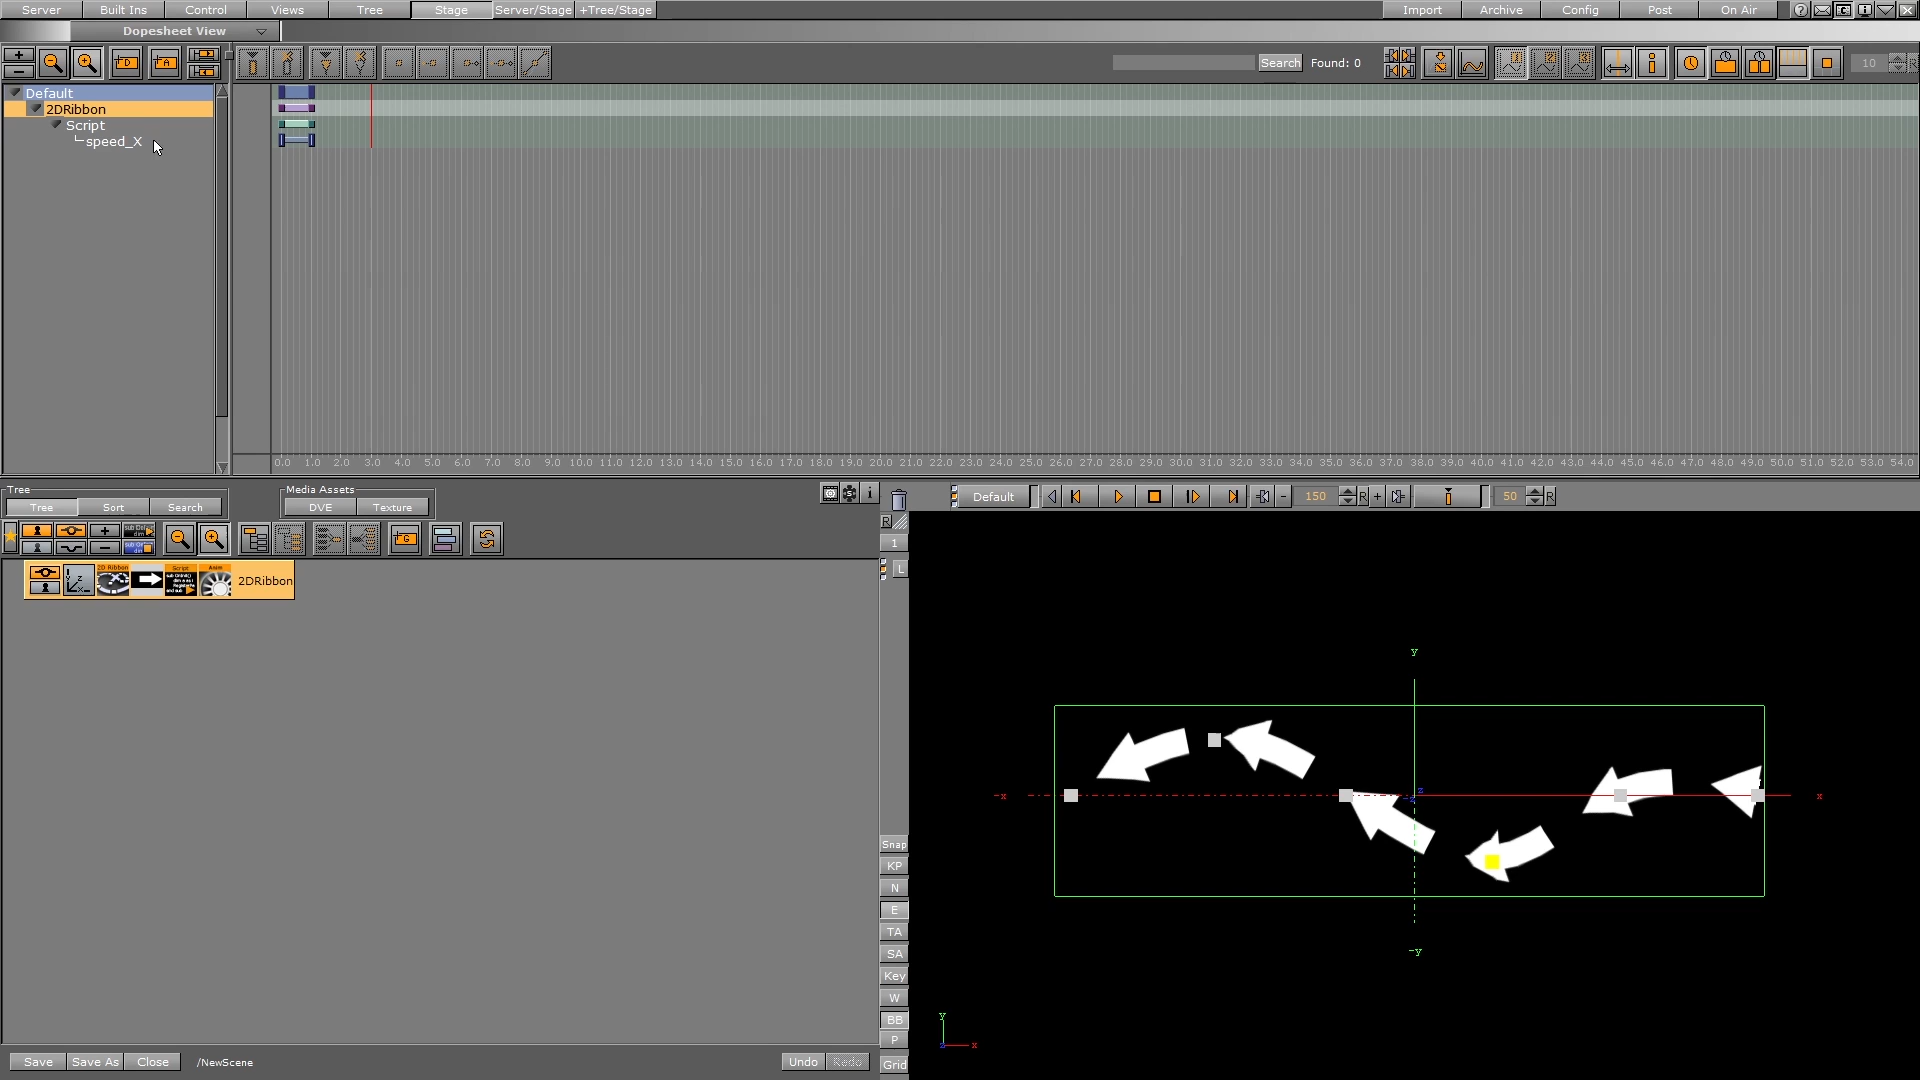 Server Built Ins Control Views Tree Stage Server/Stage +Tree/Stage Import Archive Config Post On Air
Dopesheet View
Search Found: 0 10 R
Default
2DRibbon
Script
speed_X
0.0 1.0 2.0 3.0 4.0 5.0 6.0 7.0 8.0 9.0 10.0 11.0 12.0 13.0 14.0 15.0 16.0 17.0 18.0 19.0 20.0 21.0 22.0 23.0 24.0 25.0 26.0 27.0 28.0 29.0 30.0 31.0 32.0 33.0 34.0 35.0 36.0 37.0 38.0 39.0 40.0 41.0 42.0 43.0 44.0 45.0 46.0 47.0 48.0 49.0 50.0 51.0 52.0 53.0 54.0
Tree Media Assets
Tree Sort Search DVE Texture
Default 150 R 50 R
R
1
L
2D Ribbon Script Anim
2DRibbon
y
-x x
z
-z
-y
Snap
KP
N
E
TA
SA
Key
W
BB
P
Grid
y
z x
Save Save As Close /NewScene Undo Redo